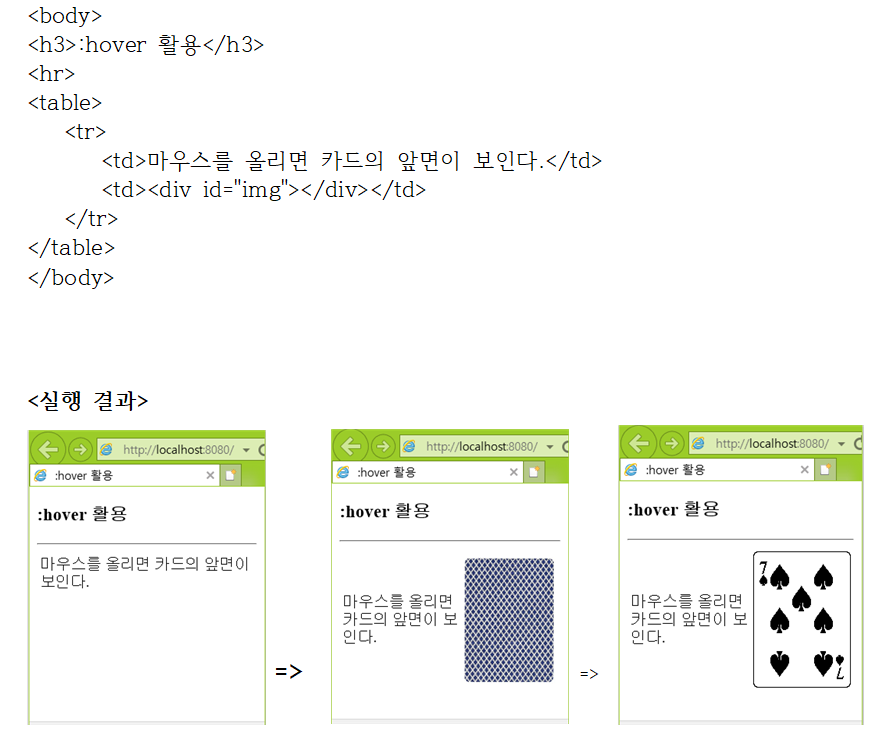 <body>
<h3>:hover 활용</h3>
<hr>
<table>
<tr>
<td>마우스를 올리면 카드의 앞면이 보인다.</td>
<td><div id="img"></div></td>
</tr>
</table>
</body>
<실행 결과>
http://localhost:8080/
:hover 활용
:hover 활용
마우스를 올리면 카드의 앞면이
보인다.
=>
http://localhost:8080/
:hover 활용
:hover 활용
마우스를 올리면
카드의 앞면이 보
인다.
=>
http://localhost:8080/
:hover 활용
:hover 활용
마우스를 올리면
카드의 앞면이 보
인다.
7
7